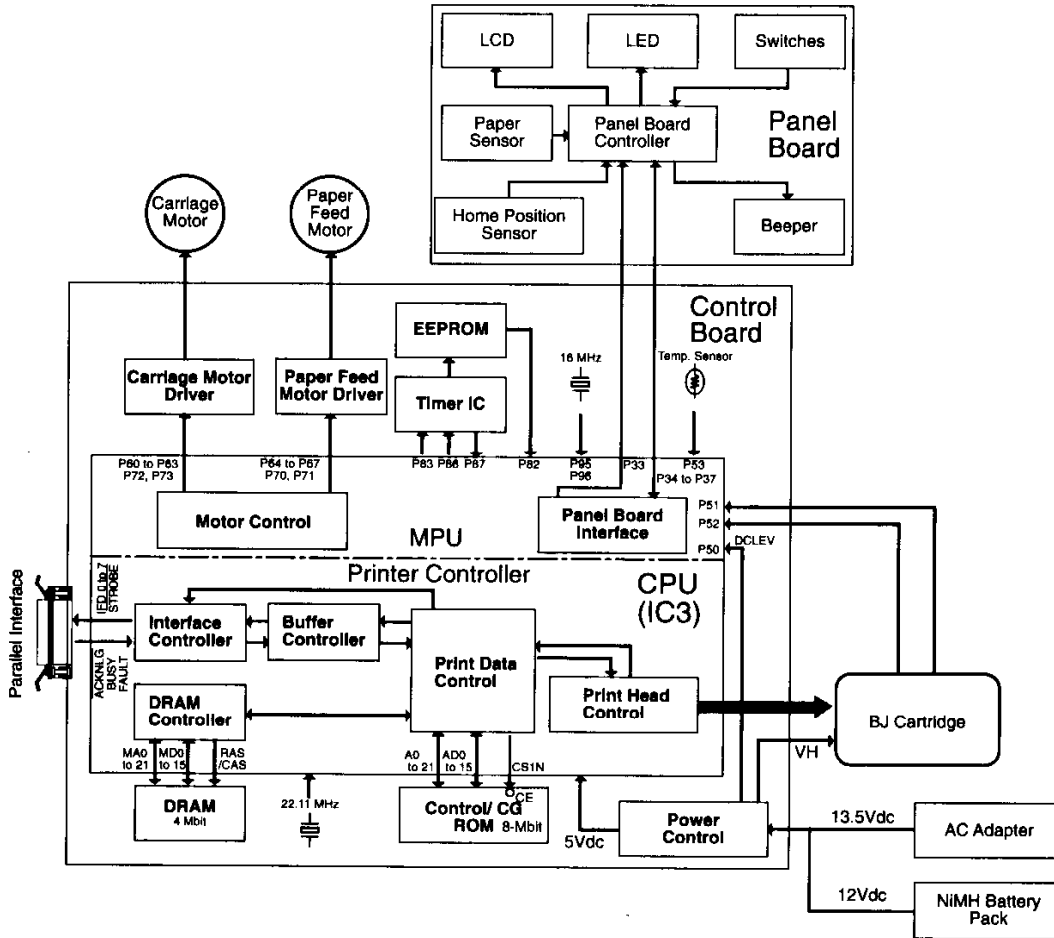 LCD
LED
Switches
Paper
Sensor
Panel Board
Controller
Panel
Board
Home Position
Sensor
Beeper
Carriage
Motor
Paper
Feed
Motor
Control
Board
EEPROM
16 MHz
Temp. Sensor
Carriage Motor
Driver
Paper Feed
Motor Driver
Timer IC
P60 to P63
P72, P73
P64 to P67
P70, P71
P83
P86
P87
P82
P95
P96
P33
P53
P34 to P37
Motor Control
MPU
Panel Board
Interface
P51
P52
P50
DCLEV
Printer Controller
CPU
(IC3)
Parallel Interface
IFD 0 to 7
STROBE
ACKNLG
BUSY
FAULT
Interface
Controller
Buffer
Controller
Print Data
Control
Print Head
Control
BJ Cartridge
DRAM
Controller
MA0
to 21
MD0
to 15
RAS
/CAS
A0
to 21
AD0
to 15
CS1N
VH
DRAM
4 Mbit
22.11 MHz
CE
Control/ CG
ROM 8-Mbit
5Vdc
Power
Control
13.5Vdc
AC Adapter
12Vdc
NiMH Battery
Pack